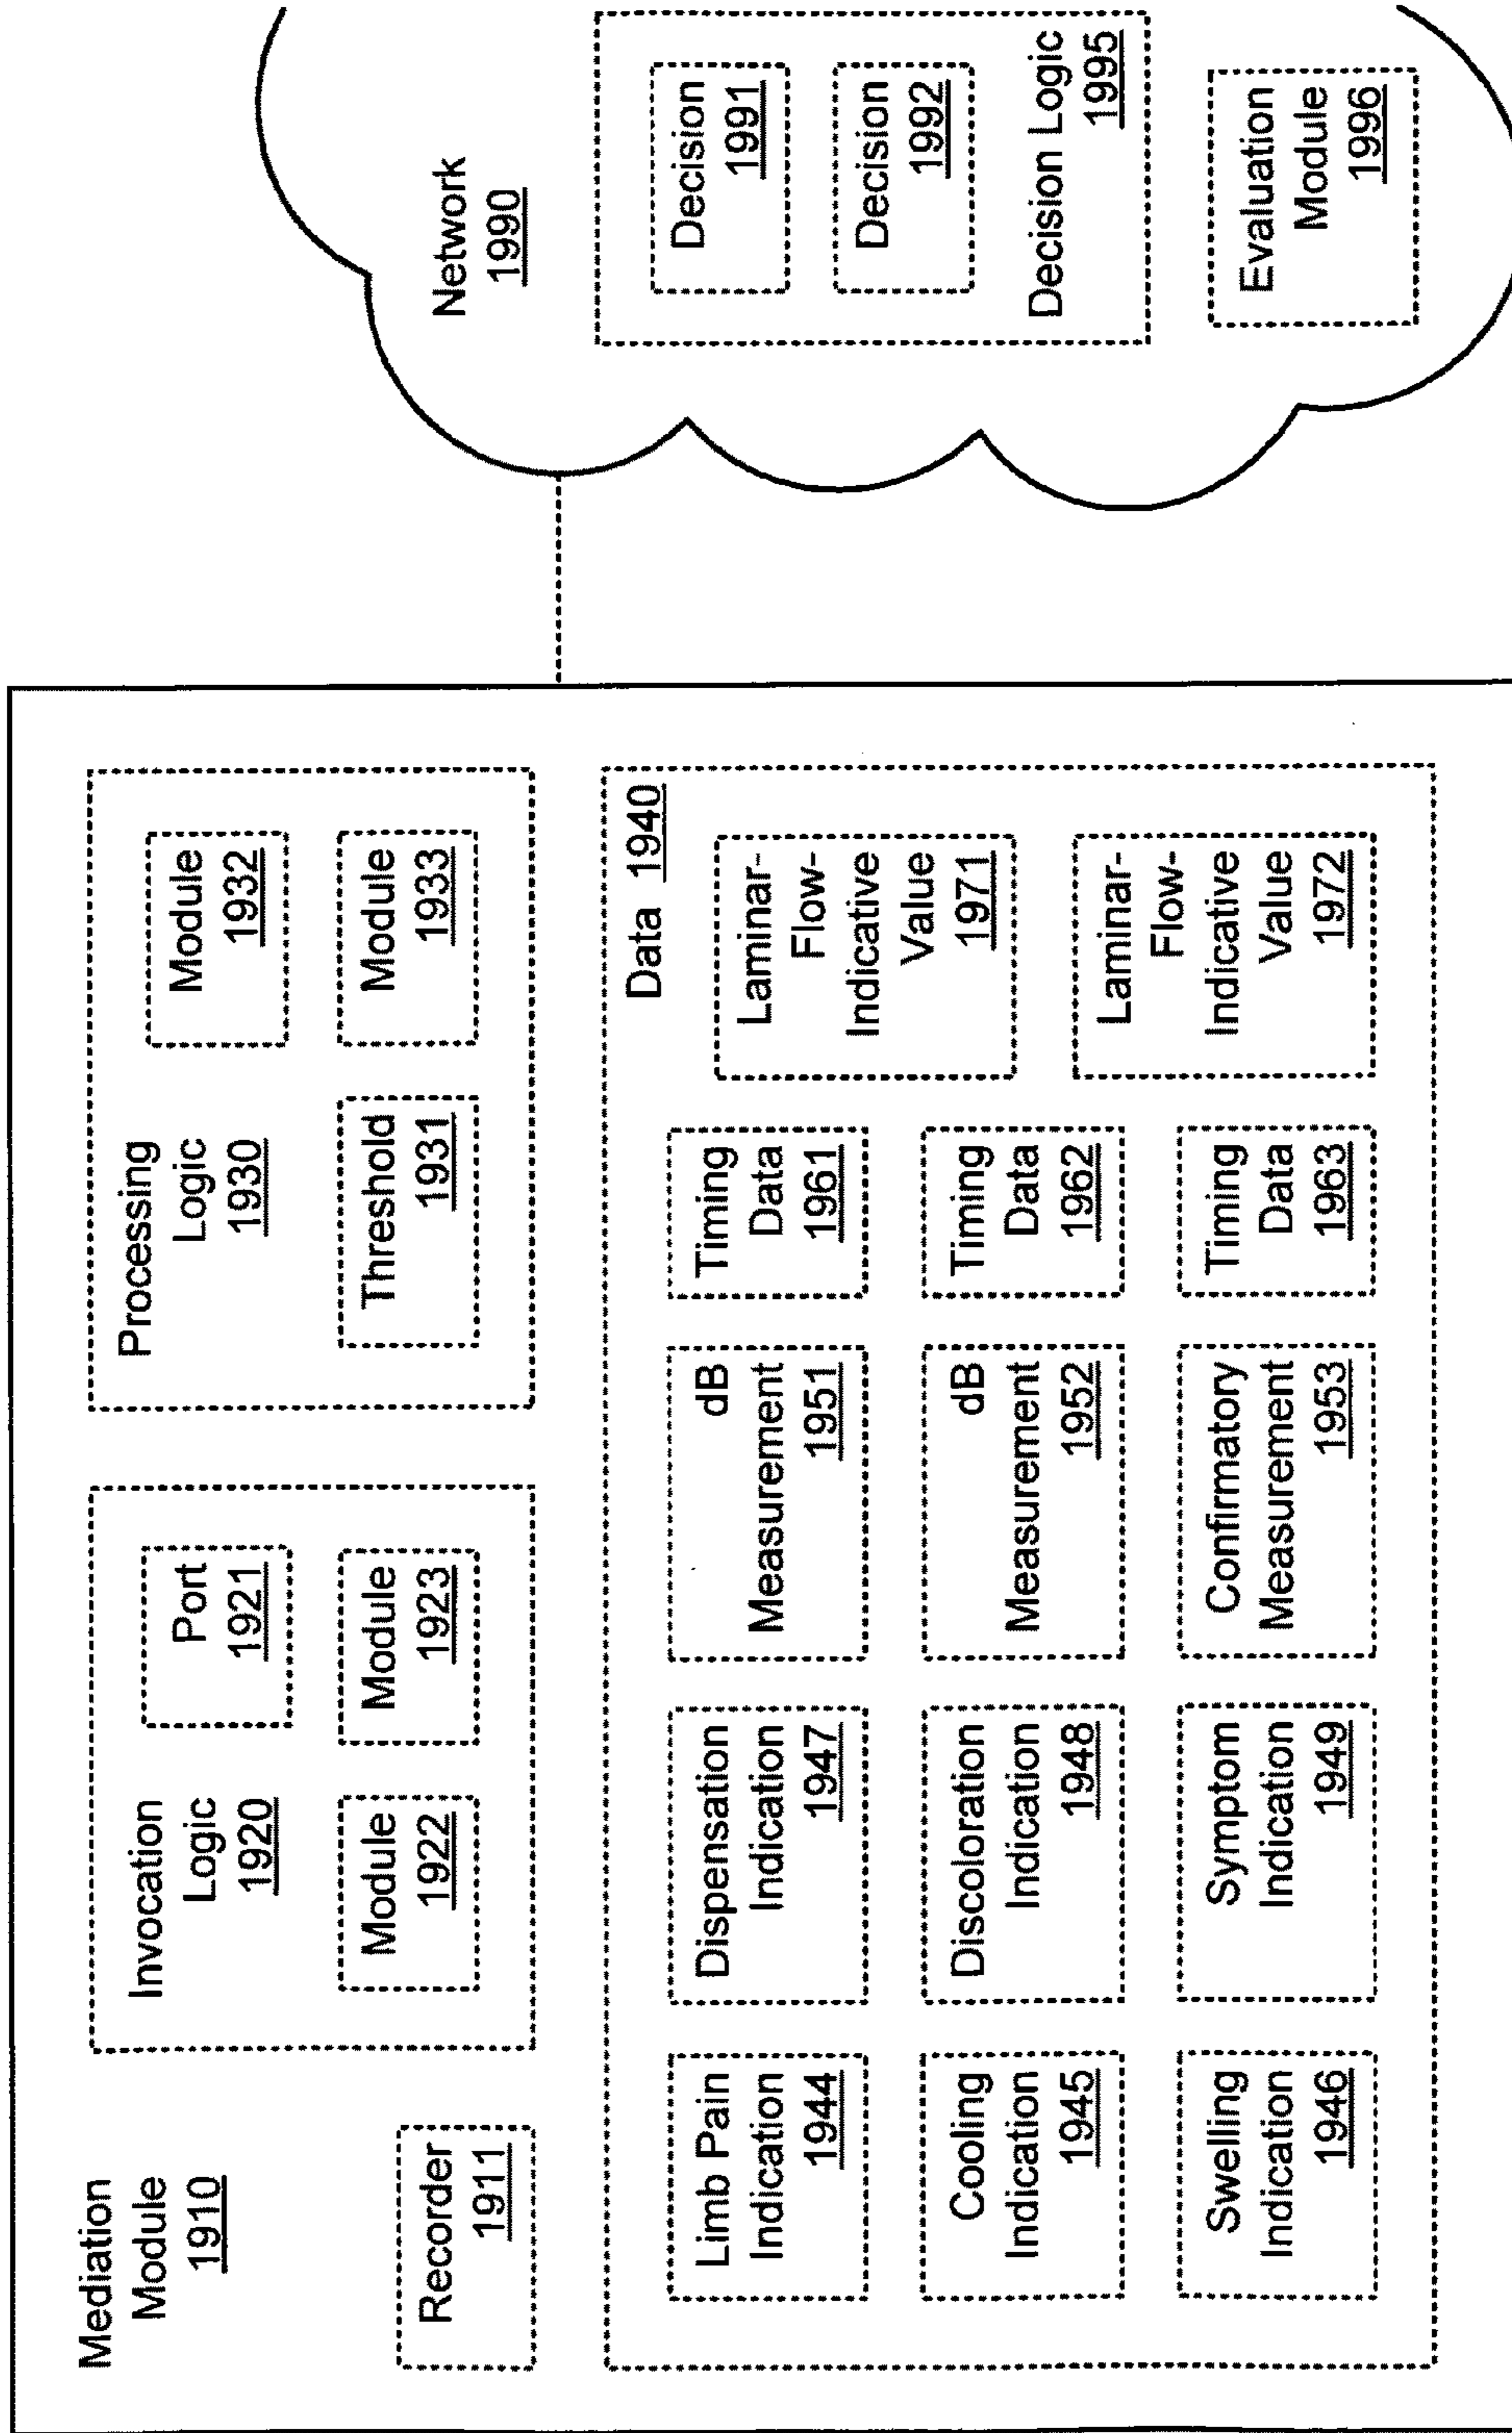 Mediation
Module
1910
Recorder
1911
Invocation
Logic
1920
Port
1921
Module
1922
Module
1923
Processing
Logic
1930
Threshold
1931
Module
1932
Module
1933
Data 1940
Limb Pain
Indication
1944
Cooling
Indication
1945
Swelling
Indication
1946
Dispensation
Indication
1947
Discoloration
Indication
1948
Symptom
Indication
1949
dB
Measurement
1951
dB
Measurement
1952
Confirmatory
Measurement
1953
Timing
Data
1961
Timing
Data
1962
Timing
Data
1963
Laminar-
Flow-
Indicative
Value
1971
Laminar-
Flow-
Indicative
Value
1972
Network
1990
Decision
1991
Decision
1992
Decision Logic
1995
Evaluation
Module
1996